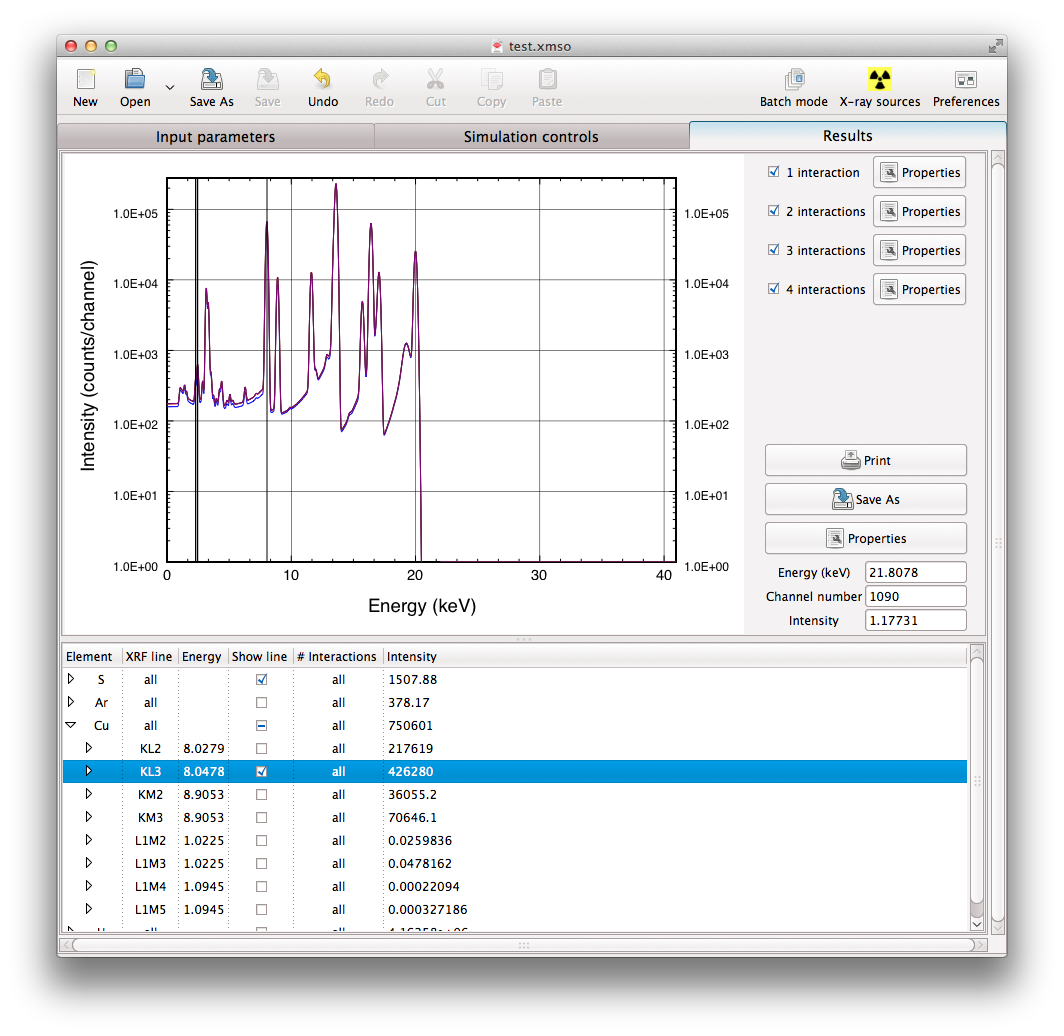 test.xmso
New Open Save As Save Undo Redo Cut Copy Paste Batch mode X-ray sources Preferences
Input parameters Simulation controls Results
1 interaction Properties
2 interactions Properties
3 interactions Properties
4 interactions Properties
Intensity (counts/channel)
1.0E+05 1.0E+05
1.0E+04 1.0E+04
1.0E+03 1.0E+03
1.0E+02 1.0E+02
1.0E+01 1.0E+01
1.0E+00 1.0E+00
0 10 20 30 40
Energy (keV)
Print
Save As
Properties
Energy (keV) 21.8078
Channel number 1090
Intensity 1.17731
Element XRF line Energy Show line # Interactions Intensity
S all all 1507.88
Ar all all 378.17
Cu all all 750601
KL2 8.0279 all 217619
KL3 8.0478 all 426280
KM2 8.9053 all 36055.2
KM3 8.9053 all 70646.1
L1M2 1.0225 all 0.0259836
L1M3 1.0225 all 0.0478162
L1M4 1.0945 all 0.00022094
L1M5 1.0945 all 0.000327186